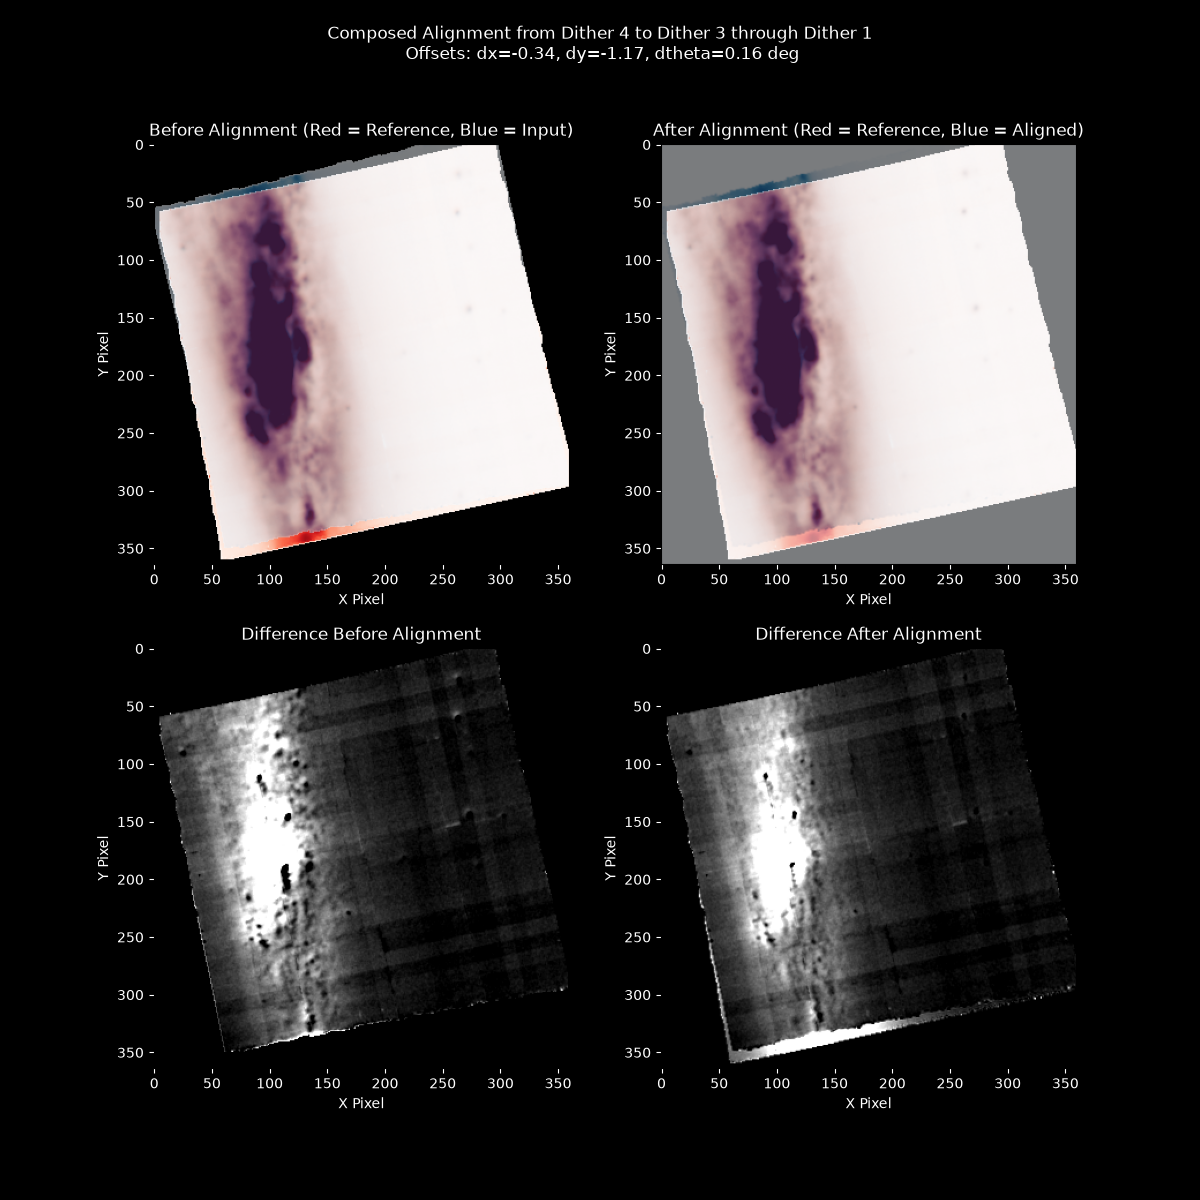 Composed Alignment from Dither 4 to Dither 3 through Dither 1
Offsets: dx=-0.34, dy=-1.17, dtheta=0.16 deg
Before Alignment (Red = Reference, Blue = Input)
0
50
100
150
200
250
300
350
Y Pixel
0 50 100 150 200 250 300 350
X Pixel
After Alignment (Red = Reference, Blue = Aligned)
0
50
100
150
200
250
300
350
Y Pixel
0 50 100 150 200 250 300 350
X Pixel
Difference Before Alignment
0
50
100
150
200
250
300
350
Y Pixel
0 50 100 150 200 250 300 350
X Pixel
Difference After Alignment
0
50
100
150
200
250
300
350
Y Pixel
0 50 100 150 200 250 300 350
X Pixel